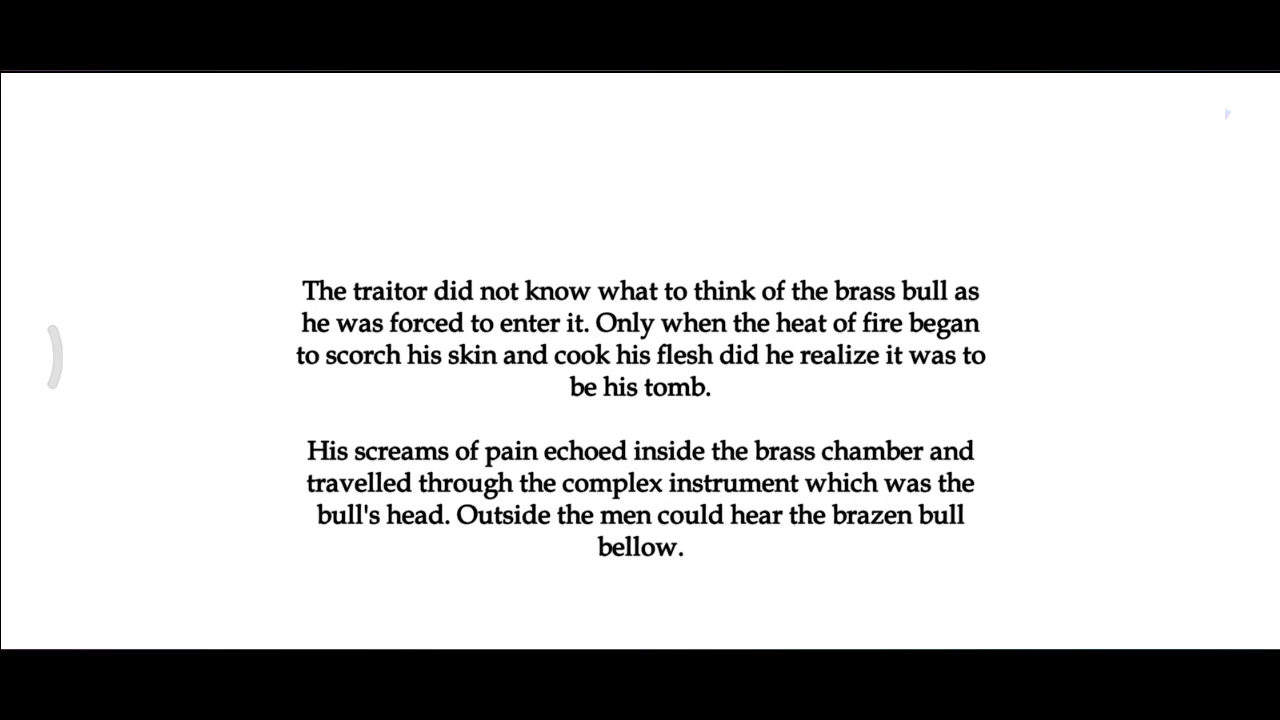 The traitor did not know what to think of the brass bull as
he was forced to enter it. Only when the heat of fire began
to scorch his skin and cook his flesh did he realize it was to
be his tomb.
His screams of pain echoed inside the brass chamber and
travelled through the complex instrument which was the
bull's head. Outside the men could hear the brazen bull
bellow.